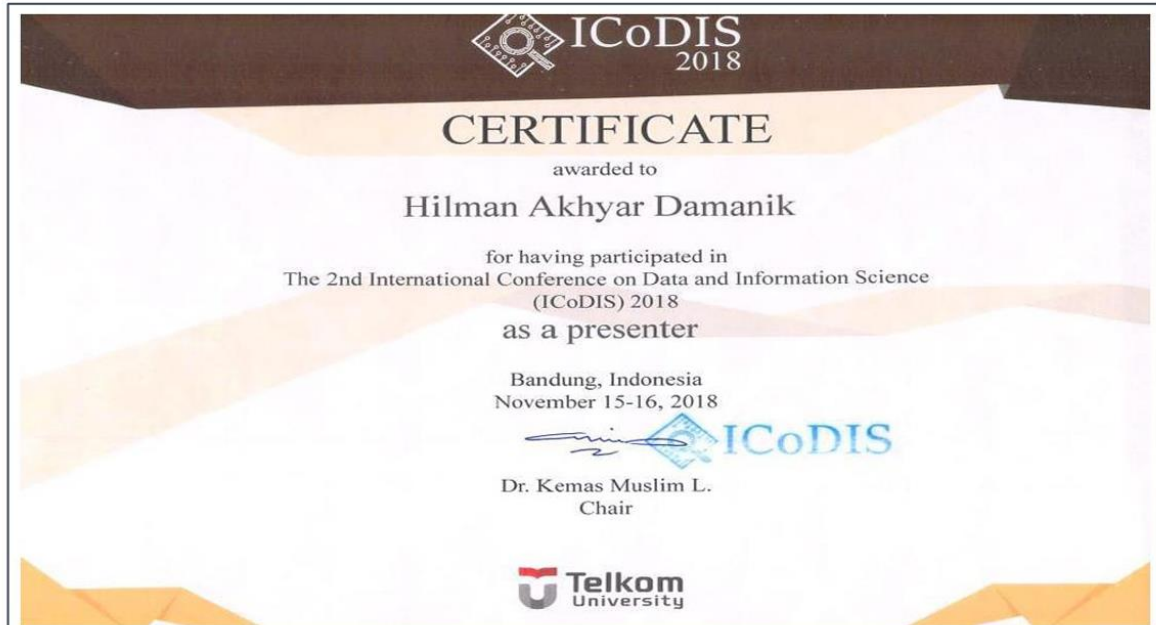 ICoDIS
2018
CERTIFICATE
awarded to
Hilman Akhyar Damanik
for having participated in
The 2nd International Conference on Data and Information Science
(ICoDIS) 2018
as a presenter
Bandung, Indonesia
November 15-16, 2018
ICoDIS
Dr. Kemas Muslim L.
Chair
Telkom
University